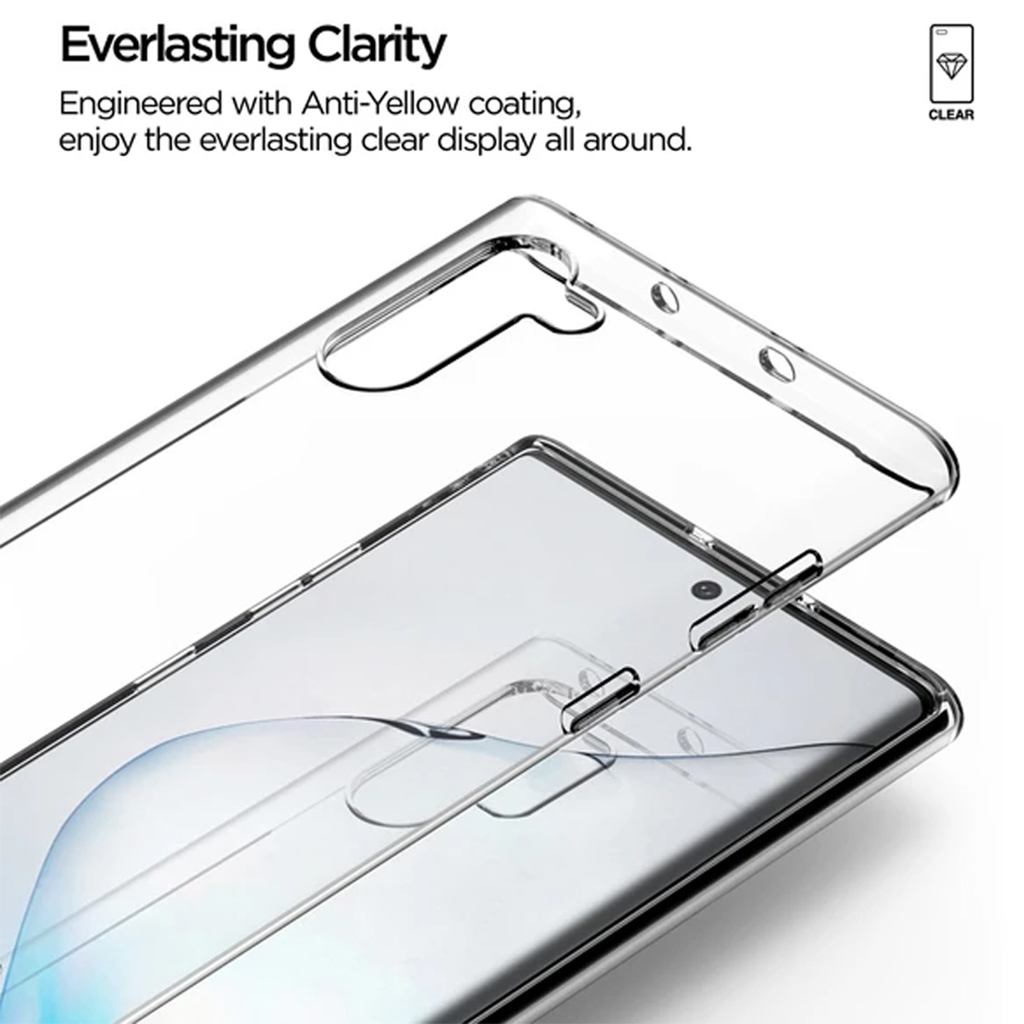 Everlasting Clarity
Engineered with Anti-Yellow coating,
enjoy the everlasting clear display all around.
CLEAR